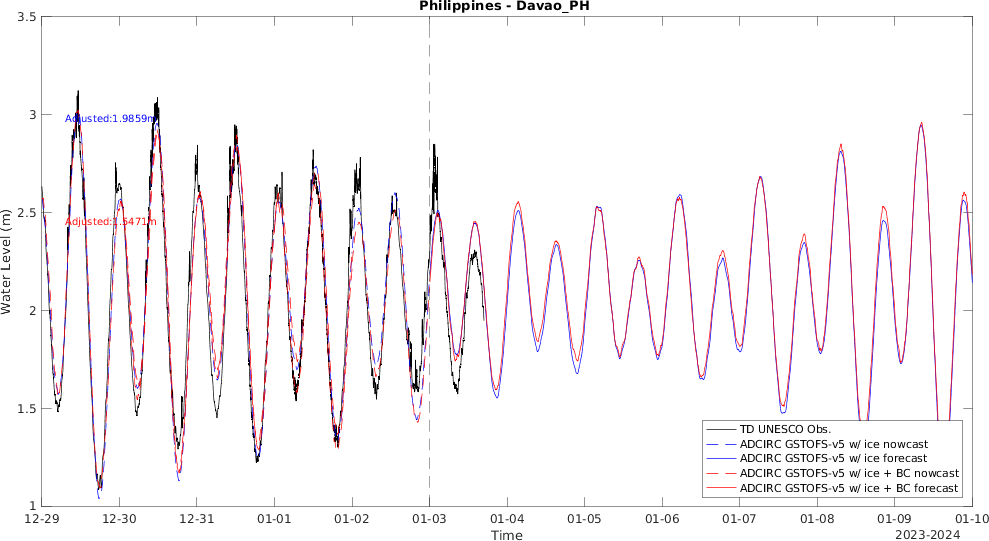 Philippines - Davao_PH
3.5
3
2.5
2
1.5
1
Water Level (m)
Adjusted:1.9859m
Adjusted:1.5471m
TD UNESCO Obs.
ADCIRC GSTOFS-v5 w/ ice nowcast
ADCIRC GSTOFS-v5 w/ ice forecast
ADCIRC GSTOFS-v5 w/ ice + BC nowcast
ADCIRC GSTOFS-v5 w/ ice + BC forecast
12-29 12-30 12-31 01-01 01-02 01-03 01-04 01-05 01-06 01-07 01-08 01-09 01-10
Time
2023-2024